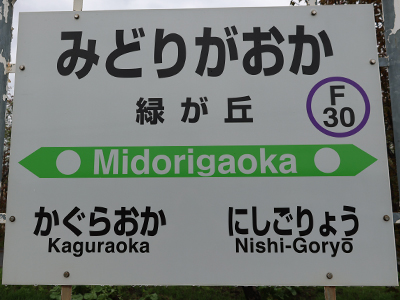 みどりがおか
緑が丘
F
30
Midorigaoka
かぐらおか にしごりょう
Kaguraoka Nishi-Goryō